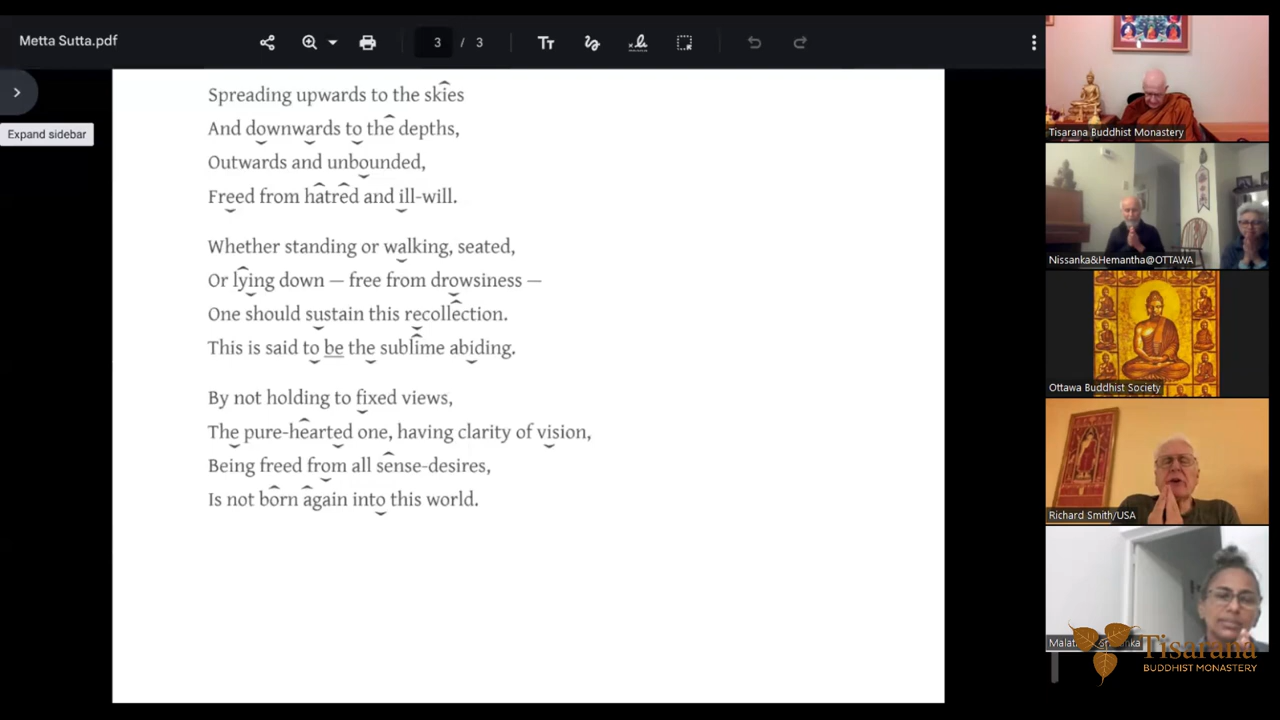 Metta Sutta.pdf
3 / 3
Expand sidebar
Spreading upwards to the skies
And downwards to the depths,
Outwards and unbounded,
Freed from hatred and ill-will.
Whether standing or walking, seated,
Or lying down — free from drowsiness —
One should sustain this recollection.
This is said to be the sublime abiding.
By not holding to fixed views,
The pure-hearted one, having clarity of vision,
Being freed from all sense-desires,
Is not born again into this world.
Tisarana Buddhist Monastery
Nissanka&Hemantha@OTTAWA
Ottawa Buddhist Society
Richard Smith/USA
Tisarana
BUDDHIST MONASTERY